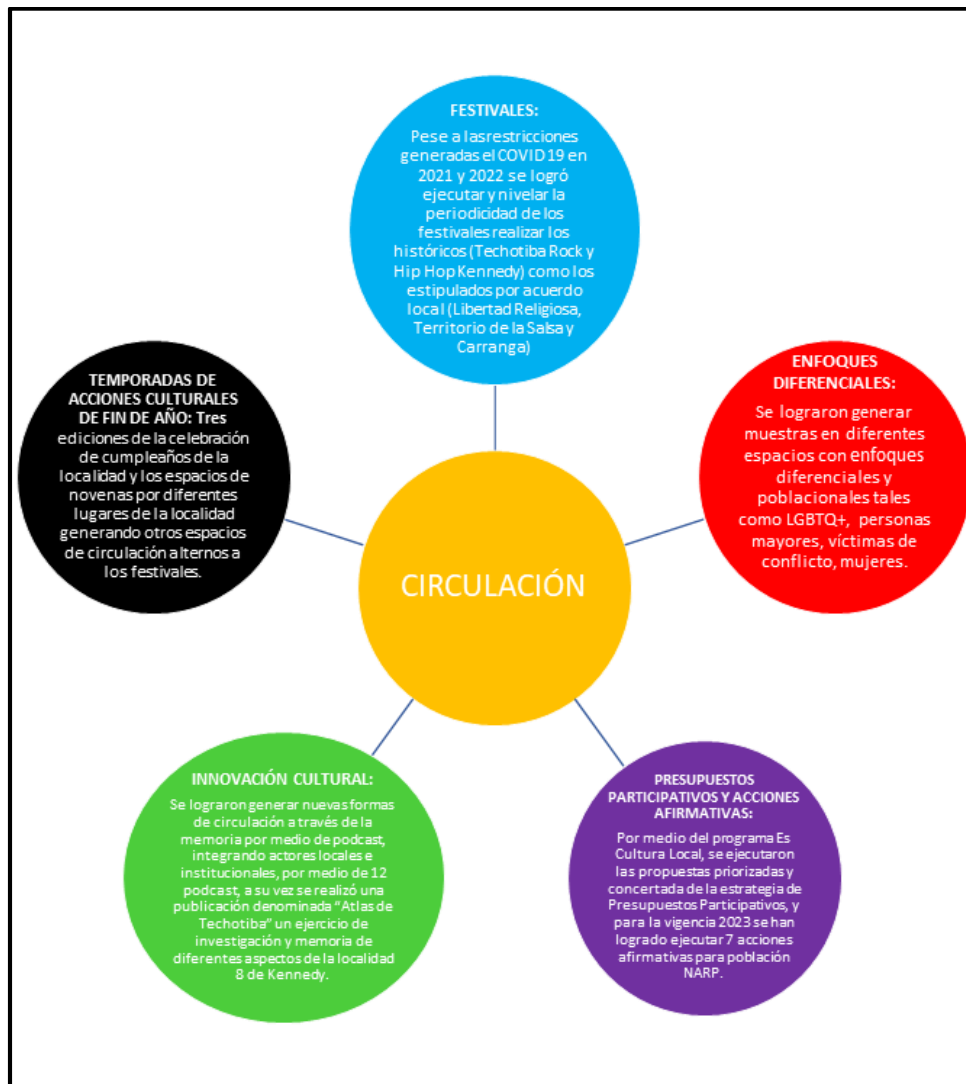 FESTIVALES:
Pese a lasrestricciones
generadas el COVID 19 en
2021 y 2022 se logró
ejecutar y nivelar la
periodicidad de los
festivales realizar los
históricos (Techotiba Rock y
Hip Hop Kennedy) como los
estipulados por acuerdo
local (Libertad Religiosa,
Territorio de la Salsa y
Carranga)
ENFOQUES
DIFERENCIALES:
Se lograron generar
muestras en diferentes
espacios con enfoques
diferenciales y
poblacionales tales
como LGBTQ+, personas
mayores, víctimas de
conflicto, mujeres.
TEMPORADAS DE
ACCIONES CULTURALES
DE FIN DE AÑO: Tres
ediciones de la celebración
de cumpleaños de la
localidad y los espacios de
novenas por diferentes
lugares de la localidad
generando otros espacios
de circulación alternos a
los festivales.
CIRCULACIÓN
INNOVACIÓN CULTURAL:
Se lograron generar nuevas formas
de circulación a través de la
memoria por medio de podcast,
integrando actores locales e
institucionales, por medio de 12
podcast, a su vez se realizó una
publicación denominada “Atlas de
Techotiba” un ejercicio de
investigación y memoria de
diferentes aspectos de la localidad
8 de Kennedy.
PRESUPUESTOS
PARTICIPATIVOS Y ACCIONES
AFIRMATIVAS:
Por medio del programa Es
Cultura Local, se ejecutaron
las propuestas priorizadas y
concertada de la estrategia de
Presupuestos Participativos, y
para la vigencia 2023 se han
logrado ejecutar 7 acciones
afirmativas para población
NARP.